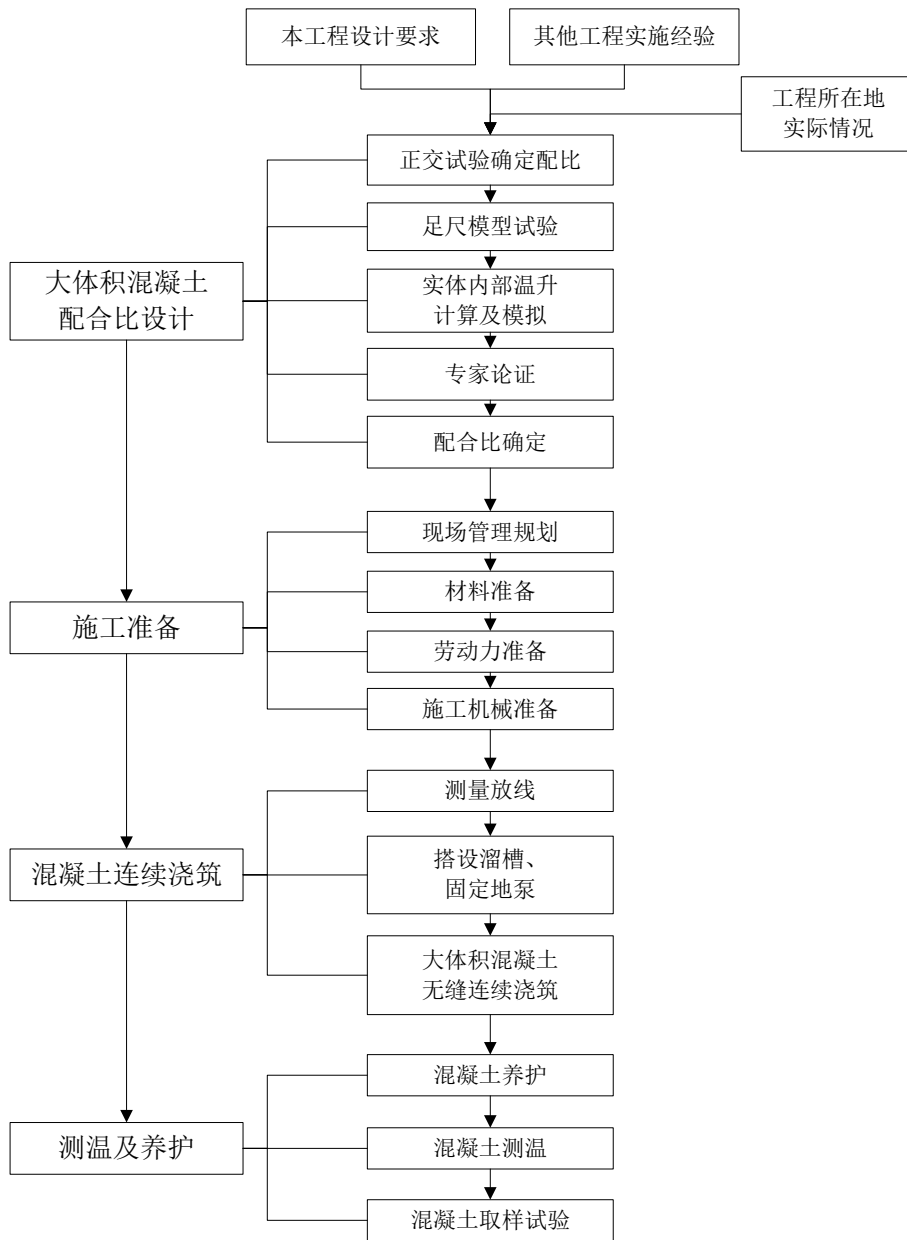 本工程设计要求
其他工程实施经验
工程所在地
实际情况
正交试验确定配比
足尺模型试验
大体积混凝土
配合比设计
实体内部温升
计算及模拟
专家论证
配合比确定
现场管理规划
材料准备
施工准备
劳动力准备
施工机械准备
测量放线
混凝土连续浇筑
搭设溜槽、
固定地泵
大体积混凝土
无缝连续浇筑
混凝土养护
测温及养护
混凝土测温
混凝土取样试验